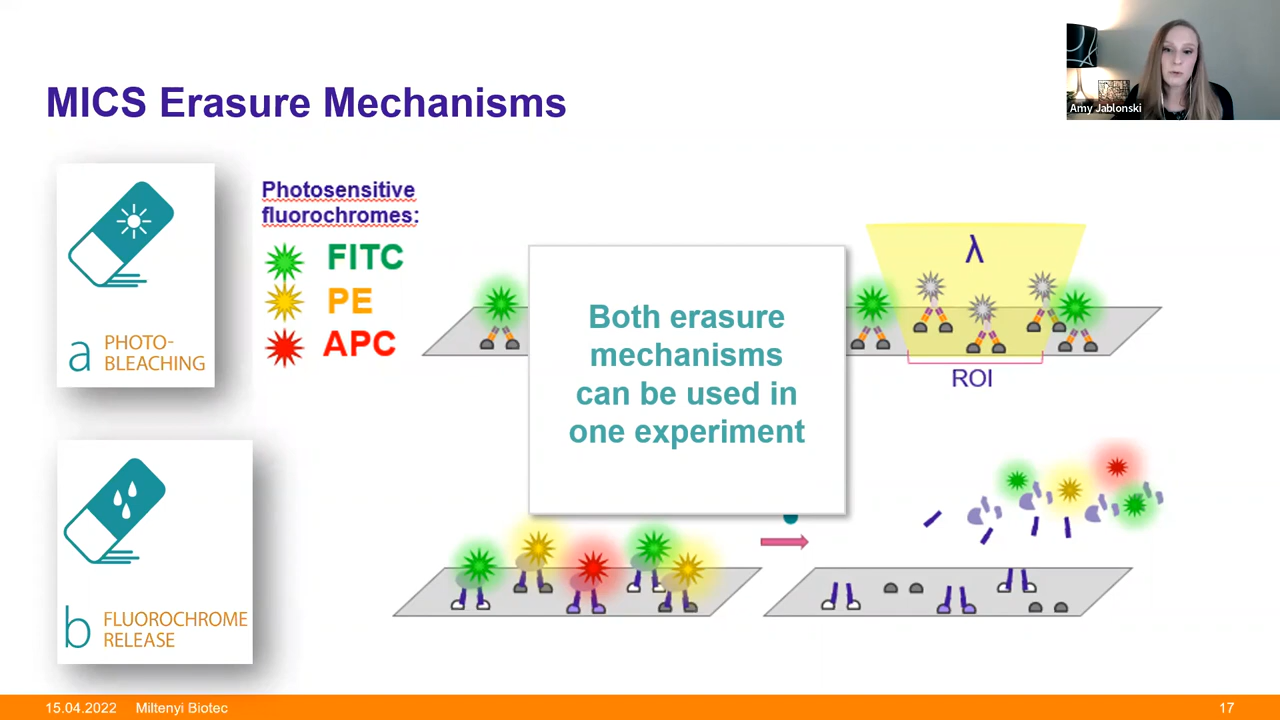 Amy Jablonski
MICS Erasure Mechanisms
a PHOTO-
BLEACHING
Photosensitive
fluorochromes:
FITC
PE
APC
Both erasure
mechanisms
can be used in
one experiment
λ
ROI
b FLUOROCHROME
RELEASE
15.04.2022 Miltenyi Biotec
17